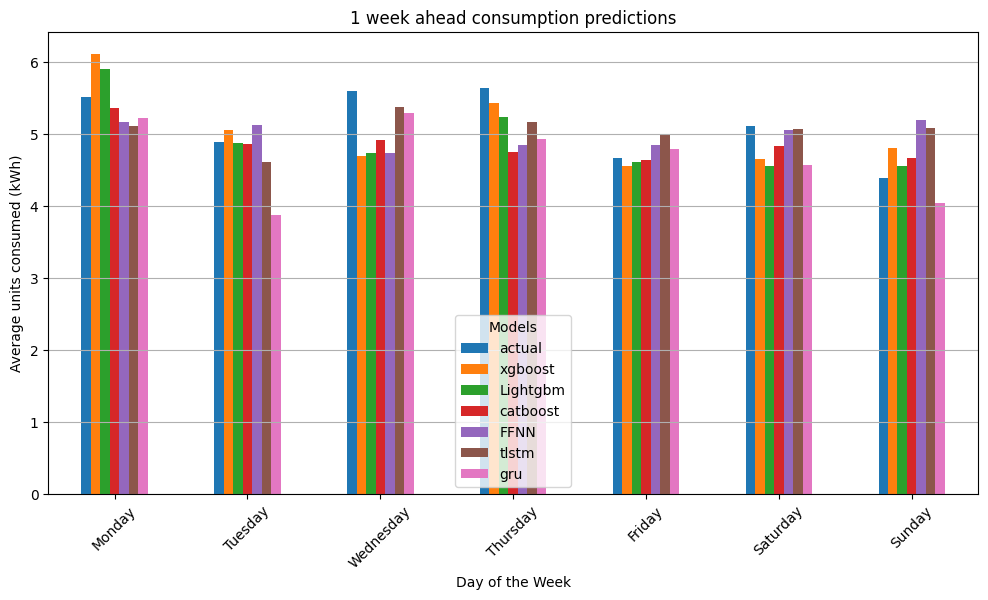 1 week ahead consumption predictions
Average units consumed (kWh)
6
5
4
3
2
1
0
Models
actual
xgboost
Lightgbm
catboost
FFNN
tlstm
gru
Monday
Tuesday
Wednesday
Thursday
Friday
Saturday
Sunday
Day of the Week